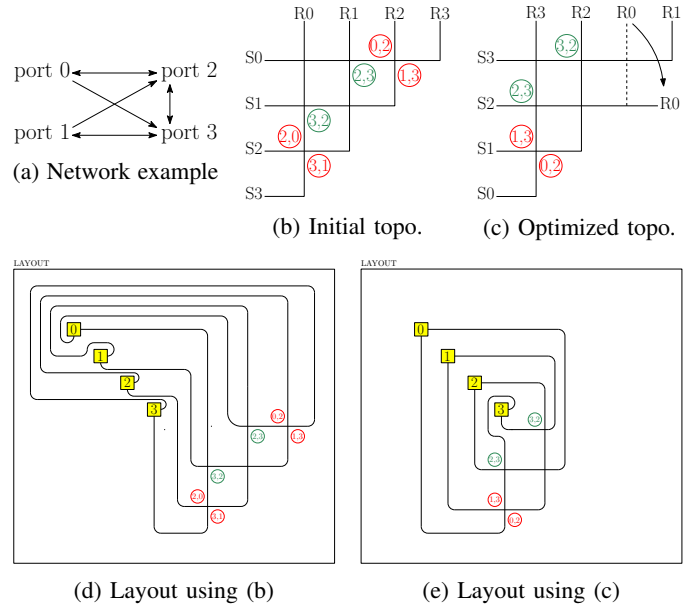 port 0
port 2
port 1
port 3
(a) Network example
R0 R1 R2 R3
S0
S1
S2
S3
0,2
2,3
1,3
3,2
2,0
3,1
(b) Initial topo.
R3 R2 R0 R1
S3
S2
S1
S0
R0
3,2
2,3
1,3
0,2
(c) Optimized topo.
LAYOUT
0
1
2
3
0,2
2,3
1,3
3,2
2,0
3,1
(d) Layout using (b)
LAYOUT
0
1
2
3
3,2
2,3
1,3
0,2
(e) Layout using (c)